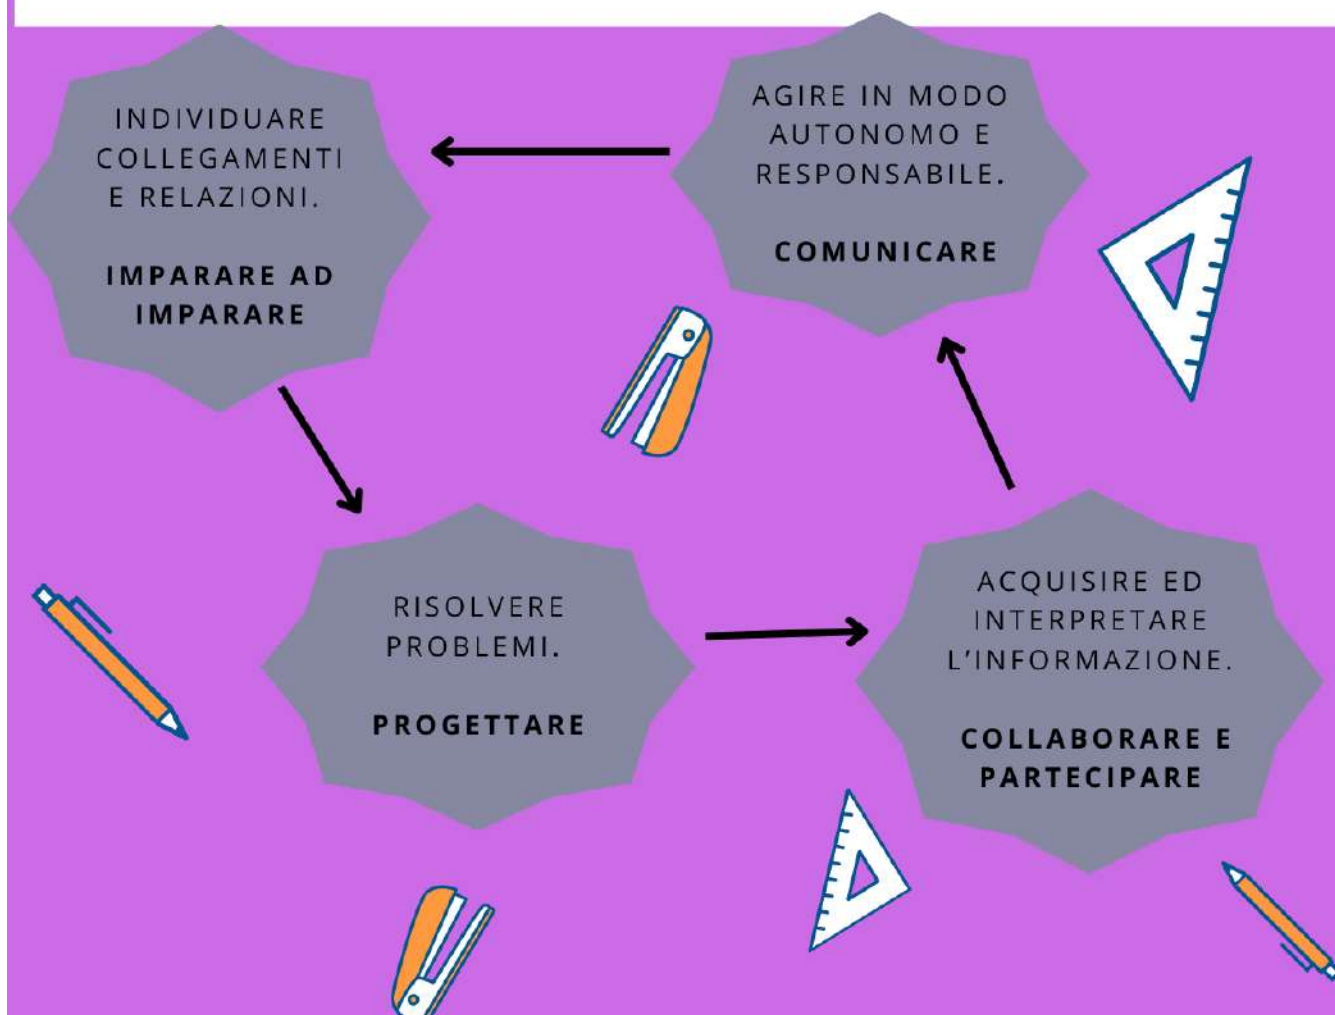 INDIVIDUARE
COLLEGAMENTI
E RELAZIONI.
IMPARARE AD
IMPARARE
AGIRE IN MODO
AUTONOMO E
RESPONSABILE.
COMUNICARE
RISOLVERE
PROBLEMI.
PROGETTARE
ACQUISIRE ED
INTERPRETARE
L'INFORMAZIONE.
COLLABORARE E
PARTECIPARE